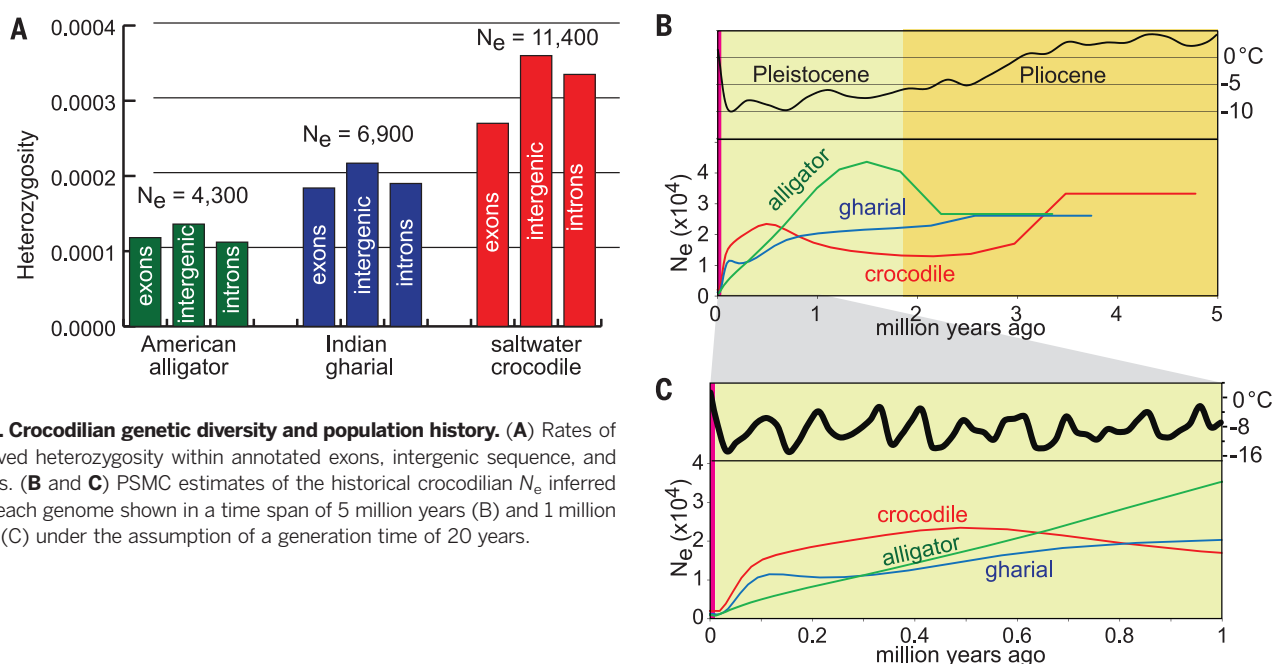 A
0.0004
0.0003
0.0002
0.0001
0.0000
Heterozygosity
Ne = 4,300
Ne = 6,900
Ne = 11,400
exons
intergenic
introns
exons
intergenic
introns
exons
intergenic
introns
American
alligator
Indian
gharial
saltwater
crocodile
. Crocodilian genetic diversity and population history. (A) Rates of
ved heterozygosity within annotated exons, intergenic sequence, and
s. (B and C) PSMC estimates of the historical crocodilian Ne inferred
each genome shown in a time span of 5 million years (B) and 1 million
(C) under the assumption of a generation time of 20 years.
B
Pleistocene
Pliocene
0 °C
-5
-10
Ne (x10⁴)
4
3
2
1
0
alligator
gharial
crocodile
0 1 2 3 4 5
million years ago
C
0 °C
-8
-16
Ne (x10⁴)
4
3
2
1
0
crocodile
alligator
gharial
0 0.2 0.4 0.6 0.8 1
million years ago